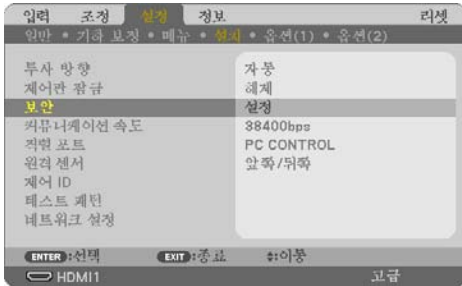 입력 조정 설정 정보 리셋
일반 • 기하 보정 • 메뉴 • 설치 • 옵션(1) • 옵션(2)
투사 방향 자동
제어판 잠금 해제
보안 설정
커뮤니케이션 속도 38400bps
직렬 포트 PC CONTROL
원격 센서 앞쪽/뒤쪽
제어 ID
테스트 패턴
네트워크 설정
ENTER :선택 EXIT :종료 ↕:이동
HDMI1 고급